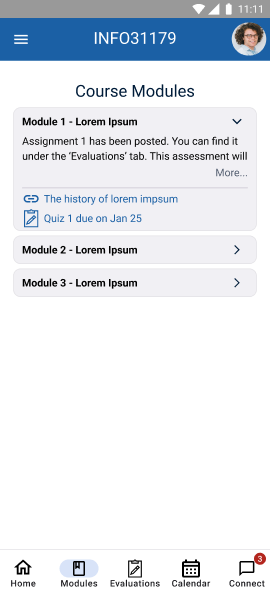 11:11
INFO31179
Course Modules
Module 1 - Lorem Ipsum
Assignment 1 has been posted. You can find it
under the ‘Evaluations’ tab. This assessment will
More...
The history of lorem impsum
Quiz 1 due on Jan 25
Module 2 - Lorem Ipsum
Module 3 - Lorem Ipsum
3
Home Modules Evaluations Calendar Connect